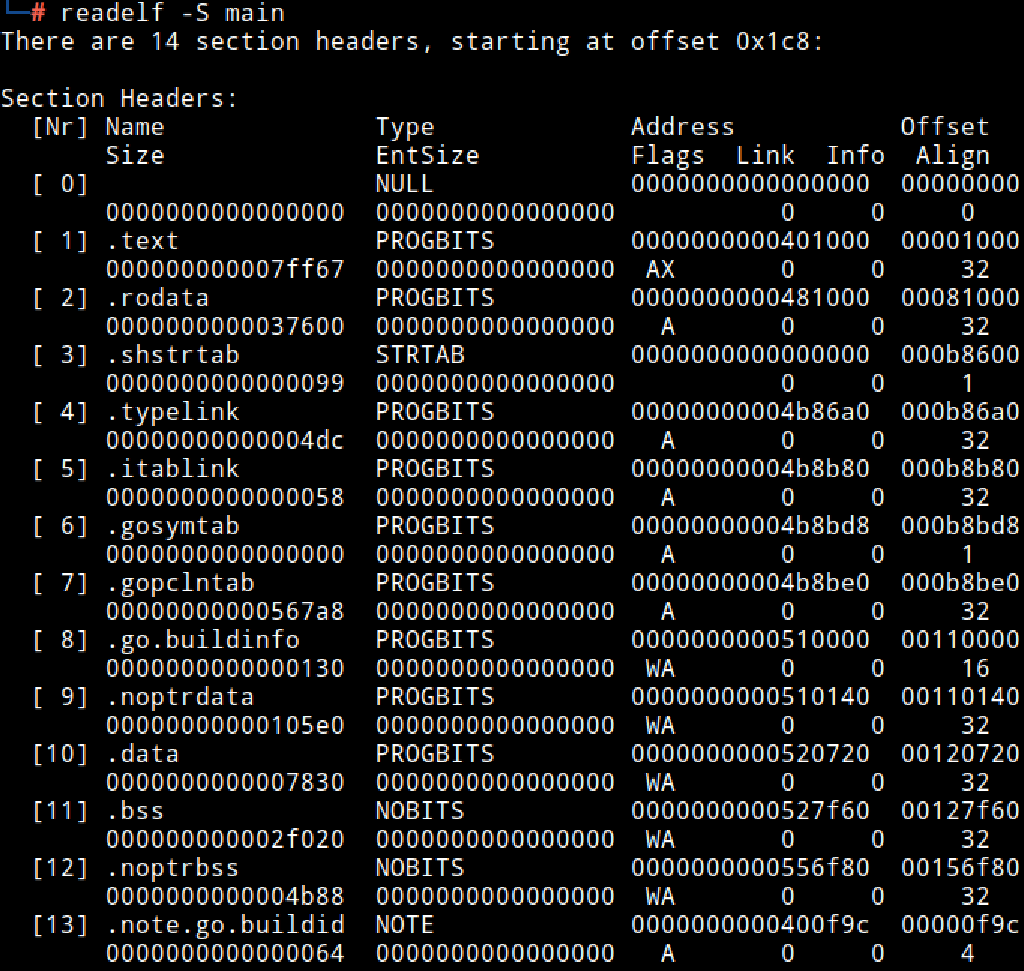 └─# readelf -S main
There are 14 section headers, starting at offset 0x1c8:

Section Headers:
  [Nr] Name              Type             Address           Offset
       Size              EntSize          Flags  Link  Info  Align
  [ 0]                   NULL             0000000000000000  00000000
       0000000000000000  0000000000000000           0     0     0
  [ 1] .text             PROGBITS         0000000000401000  00001000
       000000000007ff67  0000000000000000  AX       0     0     32
  [ 2] .rodata           PROGBITS         0000000000481000  00081000
       0000000000037600  0000000000000000   A       0     0     32
  [ 3] .shstrtab         STRTAB           0000000000000000  000b8600
       0000000000000099  0000000000000000           0     0     1
  [ 4] .typelink         PROGBITS         00000000004b86a0  000b86a0
       00000000000004dc  0000000000000000   A       0     0     32
  [ 5] .itablink         PROGBITS         00000000004b8b80  000b8b80
       0000000000000058  0000000000000000   A       0     0     32
  [ 6] .gosymtab         PROGBITS         00000000004b8bd8  000b8bd8
       0000000000000000  0000000000000000   A       0     0     1
  [ 7] .gopclntab        PROGBITS         00000000004b8be0  000b8be0
       00000000000567a8  0000000000000000   A       0     0     32
  [ 8] .go.buildinfo     PROGBITS         0000000000510000  00110000
       0000000000000130  0000000000000000  WA       0     0     16
  [ 9] .noptrdata        PROGBITS         0000000000510140  00110140
       00000000000105e0  0000000000000000  WA       0     0     32
  [10] .data             PROGBITS         0000000000520720  00120720
       0000000000007830  0000000000000000  WA       0     0     32
  [11] .bss              NOBITS           0000000000527f60  00127f60
       000000000002f020  0000000000000000  WA       0     0     32
  [12] .noptrbss         NOBITS           0000000000556f80  00156f80
       0000000000004b88  0000000000000000  WA       0     0     32
  [13] .note.go.buildid  NOTE             0000000000400f9c  00000f9c
       0000000000000064  0000000000000000   A       0     0     4